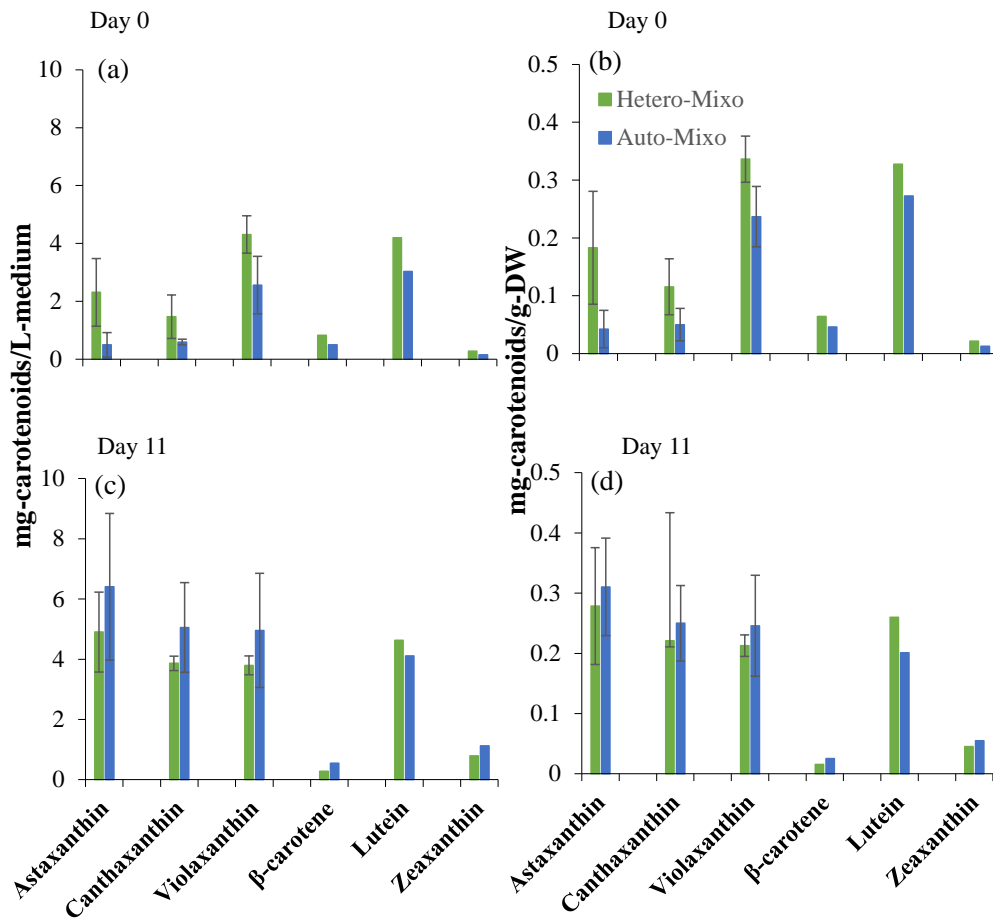 Day 0
Day 0
(a)
(b)
10
8
6
4
2
0
0.5
0.4
0.3
0.2
0.1
0
Hetero-Mixo
Auto-Mixo
mg-carotenoids/L-medium
mg-carotenoids/g-DW
Day 11
Day 11
(c)
(d)
10
8
6
4
2
0
0.5
0.4
0.3
0.2
0.1
0
Astaxanthin
Canthaxanthin
Violaxanthin
β-carotene
Lutein
Zeaxanthin
Astaxanthin
Canthaxanthin
Violaxanthin
β-carotene
Lutein
Zeaxanthin